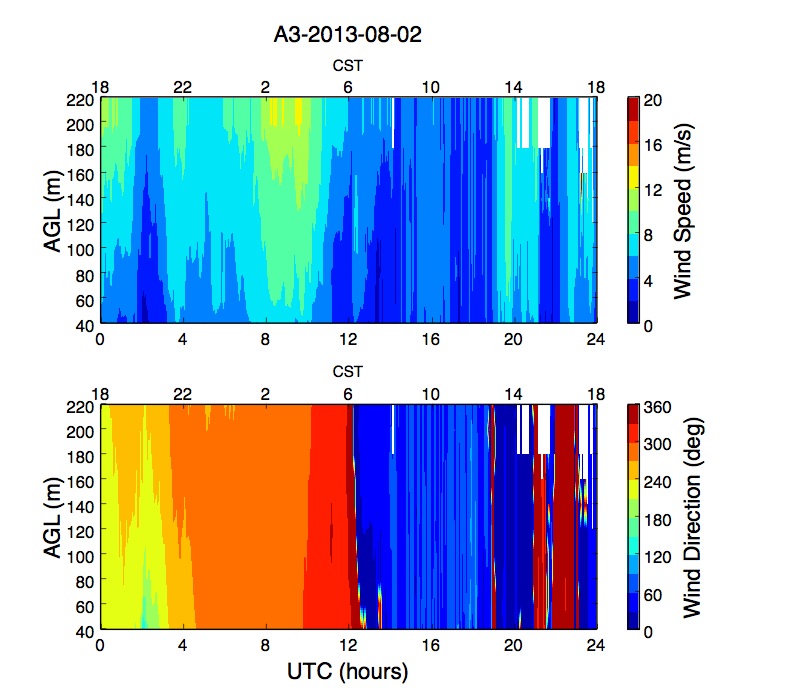 A3-2013-08-02
CST
18 22 2 6 10 14 18
220
200
180
160
140
120
100
80
60
40
AGL (m)
0 4 8 12 16 20 24
20
16
12
8
4
0
Wind Speed (m/s)
CST
18 22 2 6 10 14 18
220
200
180
160
140
120
100
80
60
40
AGL (m)
0 4 8 12 16 20 24
UTC (hours)
360
300
240
180
120
60
0
Wind Direction (deg)